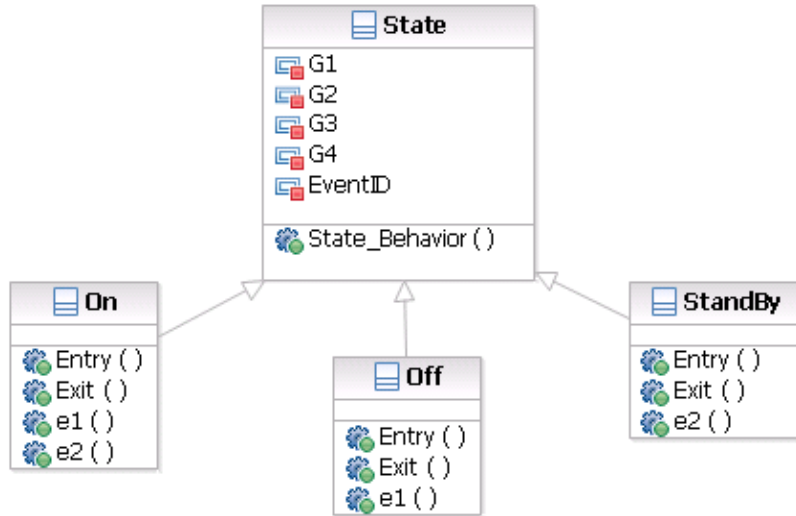 State
G1
G2
G3
G4
EventID
State_Behavior ( )
On
Entry ( )
Exit ( )
e1 ( )
e2 ( )
Off
Entry ( )
Exit ( )
e1 ( )
StandBy
Entry ( )
Exit ( )
e2 ( )